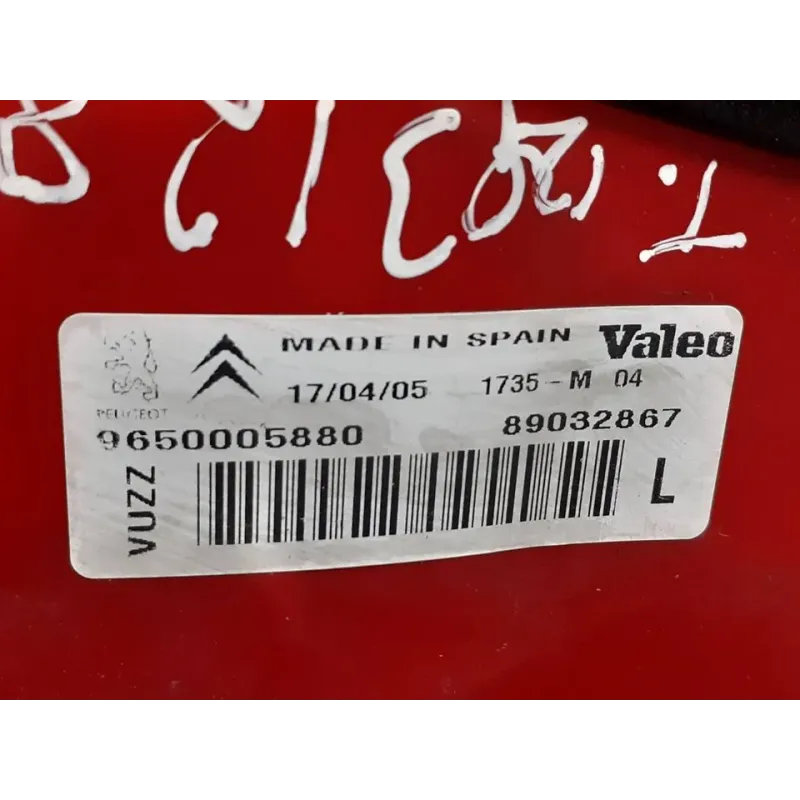 MADE IN SPAIN Valeo
PEUGEOT 17/04/05 1735-M 04
9650005880 89032867
VUZZ L